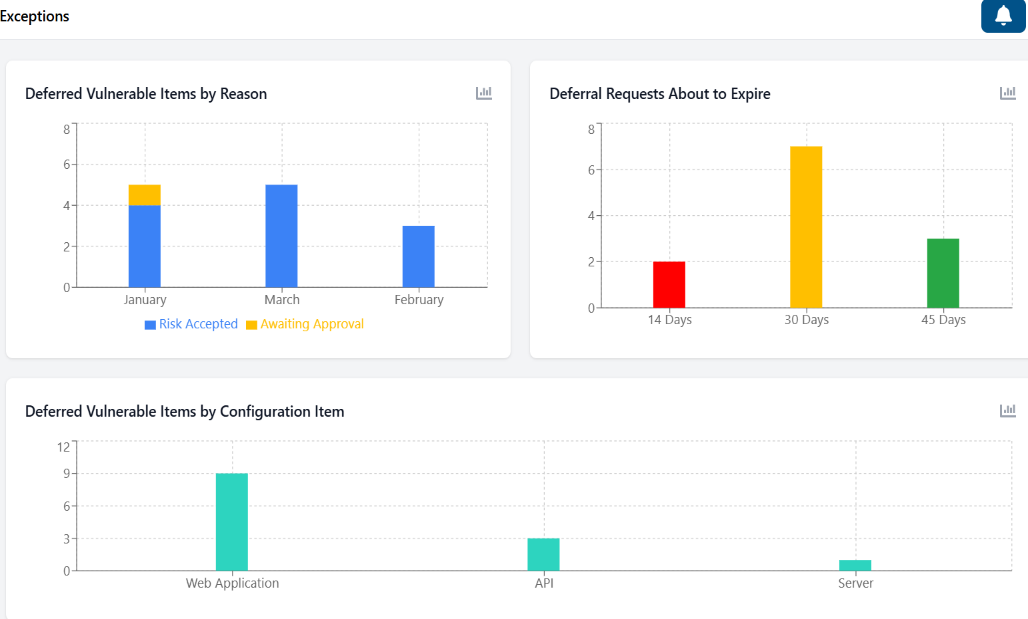 Exceptions
Deferred Vulnerable Items by Reason
8
6
4
2
0
January March February
Risk Accepted Awaiting Approval
Deferral Requests About to Expire
8
6
4
2
0
14 Days 30 Days 45 Days
Deferred Vulnerable Items by Configuration Item
12
9
6
3
0
Web Application API Server